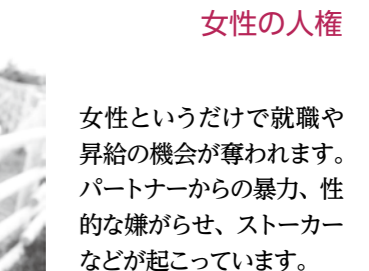 女性の人権
女性というだけで就職や
昇給の機会が奪われます。
パートナーからの暴力、性
的な嫌がらせ、ストーカー
などが起こっています。